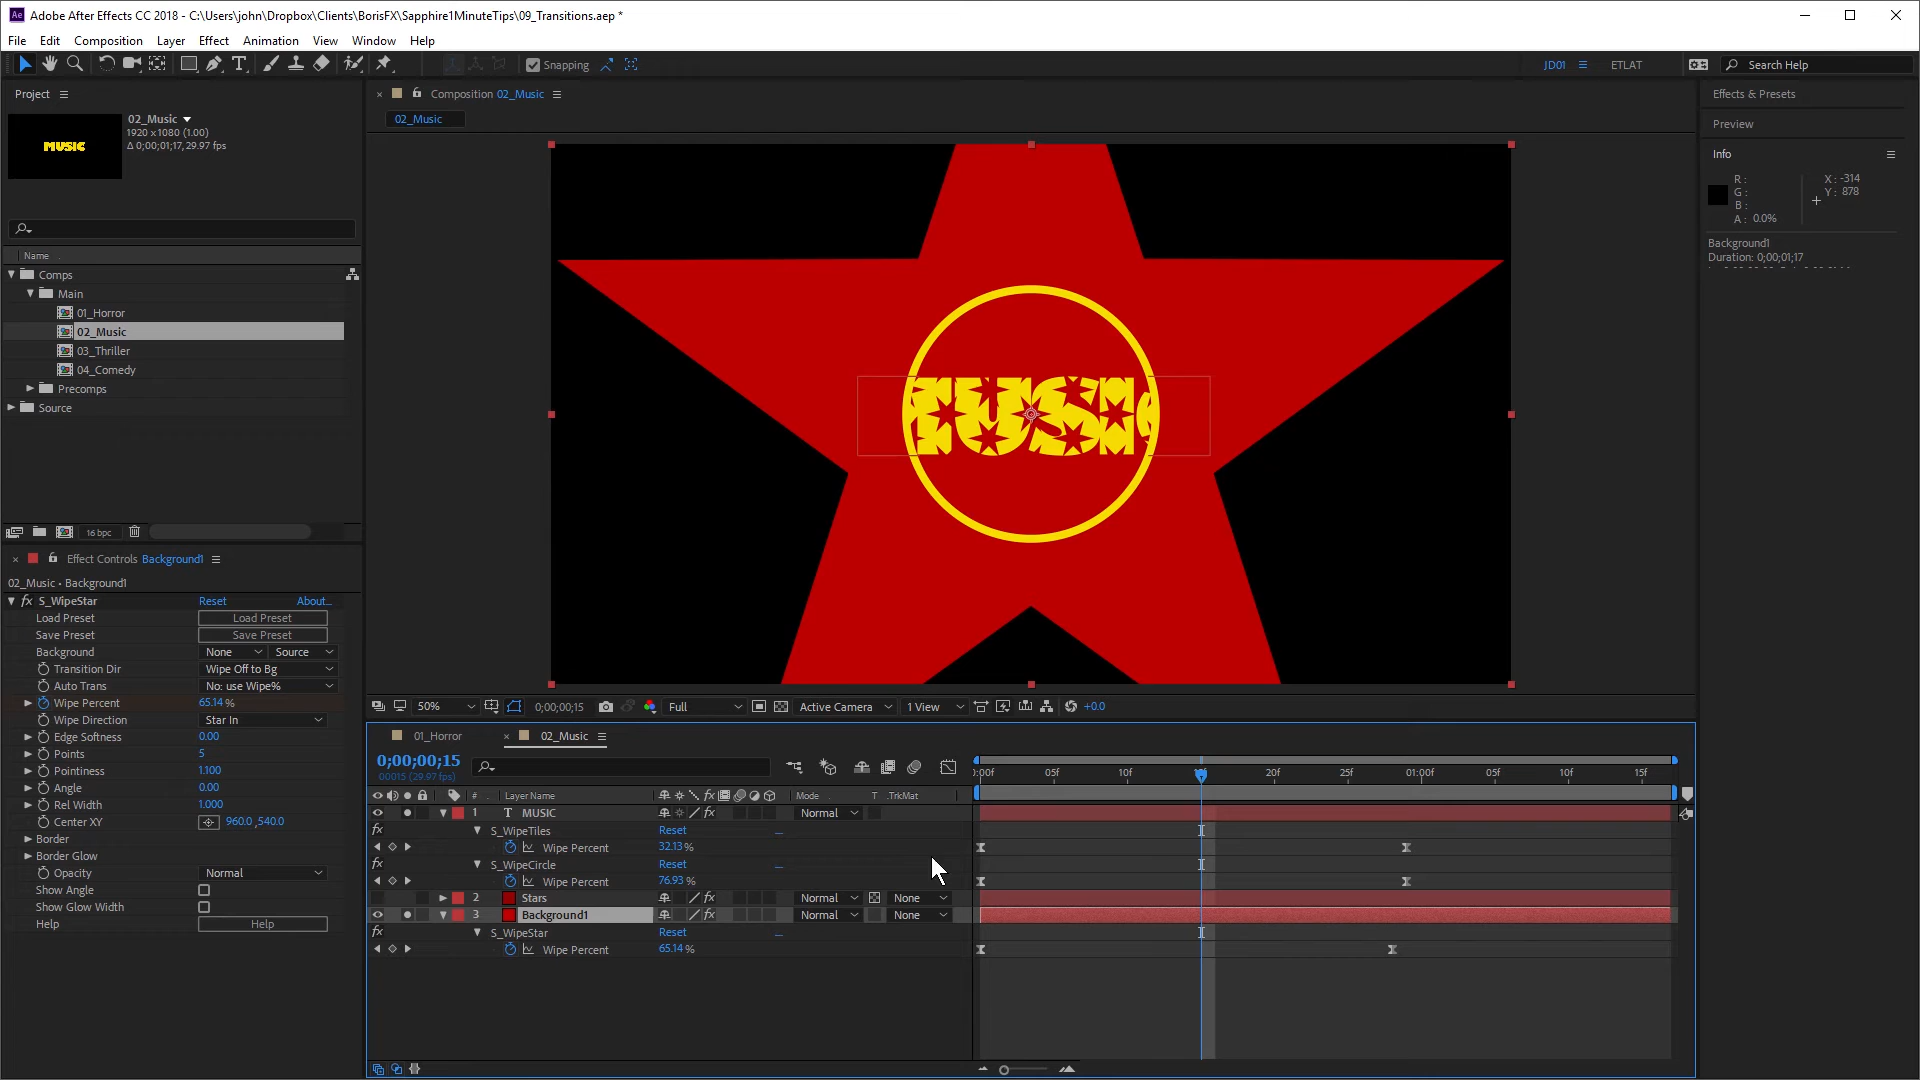 Adobe After Effects CC 2018 - C:\Users\john\Dropbox\Clients\BorisFX\Sapphire1MinuteTips\09_Transitions.aep *
File Edit Composition Layer Effect Animation View Window Help
Snapping
JD01
ETLAT
Search Help
Project
02_Music
1920 x 1080 (1.00)
Δ 0;00;01;17, 29.97 fps
MUSIC
Name
Comps
Main
01_Horror
02_Music
03_Thriller
04_Comedy
Precomps
Source
16 bpc
Composition 02_Music
02_Music
Effects & Presets
Preview
Info
R :
G :
B :
A : 0.0%
X : -314
Y : 878
Background1
Duration: 0;00;01;17
Effect Controls Background1
02_Music • Background1
fx S_WipeStar Reset About...
Load Preset Load Preset
Save Preset Save Preset
Background None Source
Transition Dir Wipe Off to Bg
Auto Trans No: use Wipe%
Wipe Percent 65.14 %
Wipe Direction Star In
Edge Softness 0.00
Points 5
Pointiness 1.100
Angle 0.00
Rel Width 1.000
Center XY 960.0 ,540.0
Border
Border Glow
Opacity Normal
Show Angle
Show Glow Width
Help Help
50% 0;00;00;15 Full Active Camera 1 View +0.0
01_Horror 02_Music
0;00;00;15
00015 (29.97 fps)
05f 10f 20f 25f 01:00f 05f 10f 15f
# Layer Name fx Mode T .TrkMat
1 T MUSIC fx Normal
fx S_WipeTiles Reset
Wipe Percent 32.13 %
fx S_WipeCircle Reset
Wipe Percent 76.93 %
2 Stars fx Normal None
3 Background1 fx Normal None
fx S_WipeStar Reset
Wipe Percent 65.14 %